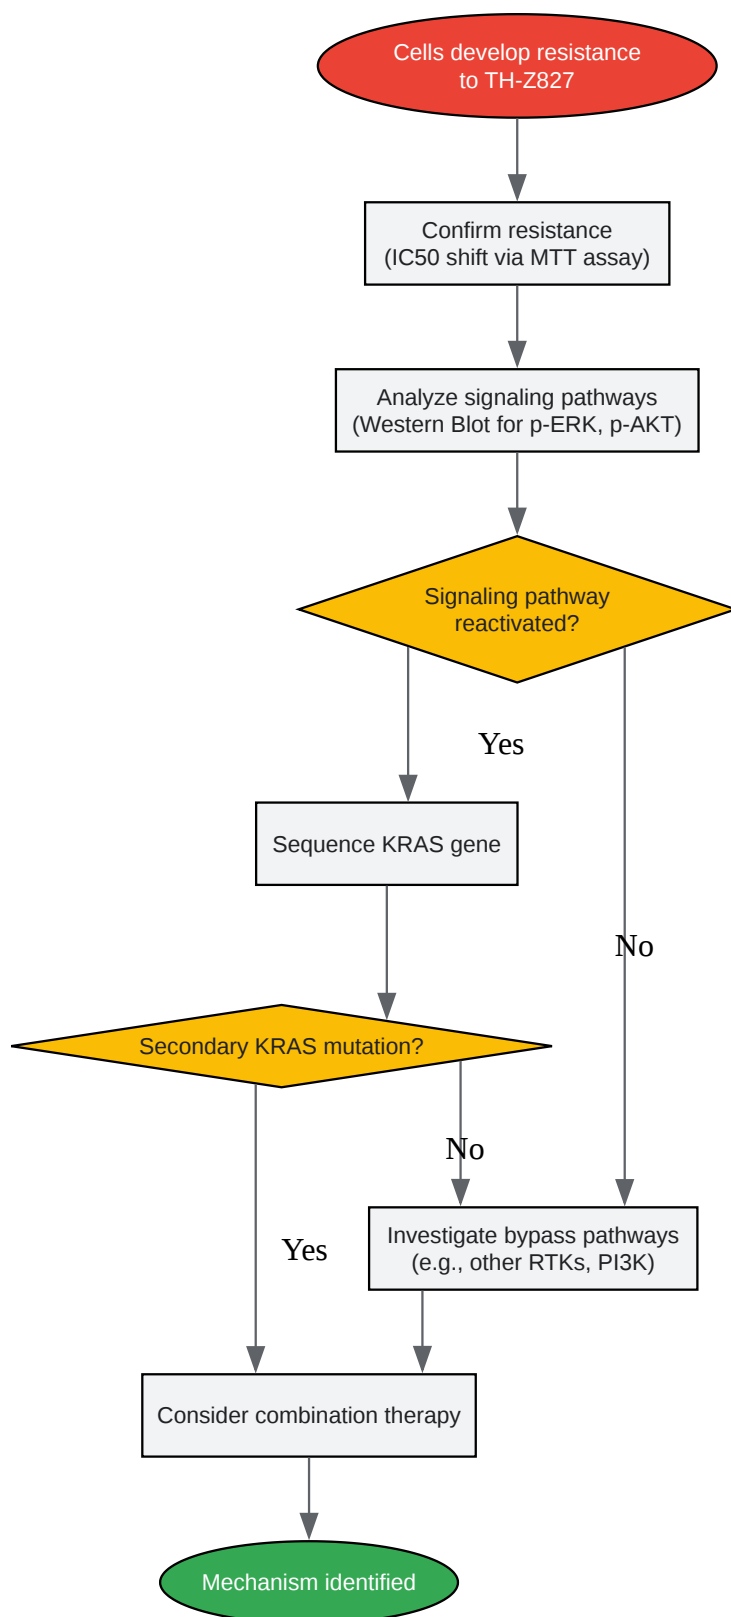 Cells develop resistance
to TH-Z827
Confirm resistance
(IC50 shift via MTT assay)
Analyze signaling pathways
(Western Blot for p-ERK, p-AKT)
Signaling pathway
reactivated?
Yes
Sequence KRAS gene
No
Secondary KRAS mutation?
No
Investigate bypass pathways
(e.g., other RTKs, PI3K)
Yes
Consider combination therapy
Mechanism identified